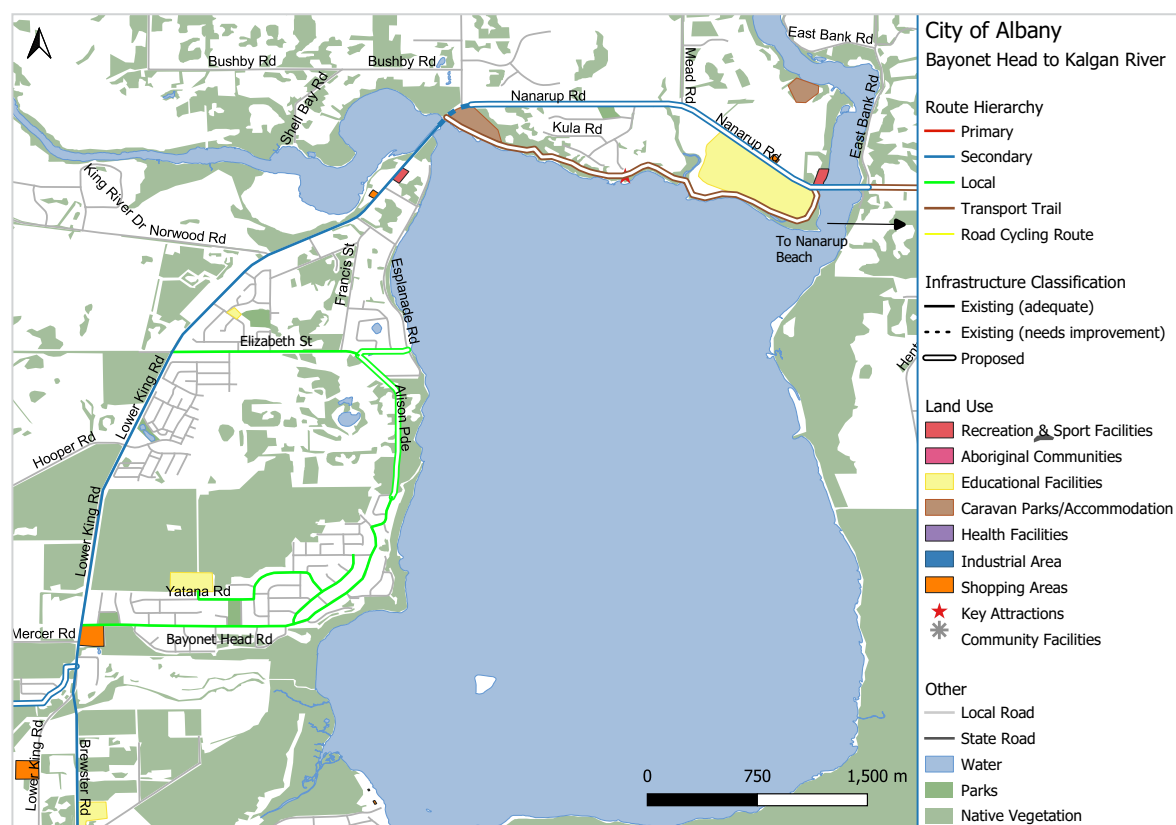 City of Albany
Bayonet Head to Kalgan River
Route Hierarchy
Primary
Secondary
Local
Transport Trail
Road Cycling Route
Infrastructure Classification
Existing (adequate)
Existing (needs improvement)
Proposed
Land Use
Recreation & Sport Facilities
Aboriginal Communities
Educational Facilities
Caravan Parks/Accommodation
Health Facilities
Industrial Area
Shopping Areas
Key Attractions
Community Facilities
Other
Local Road
State Road
Water
Parks
Native Vegetation
East Bank Rd
Bushby Rd
Bushby Rd
Mead Rd
East Bank Rd
Shell Bay Rd
Nanarup Rd
Kula Rd
Nanarup Rd
King River Dr
Norwood Rd
To Nanarup
Beach
Francis St
Esplanade Rd
Elizabeth St
Hent
Lower King Rd
Alison Pde
Hooper Rd
Lower King Rd
Yatana Rd
Mercer Rd
Bayonet Head Rd
Lower King Rd
Brewster Rd
0
750
1,500 m